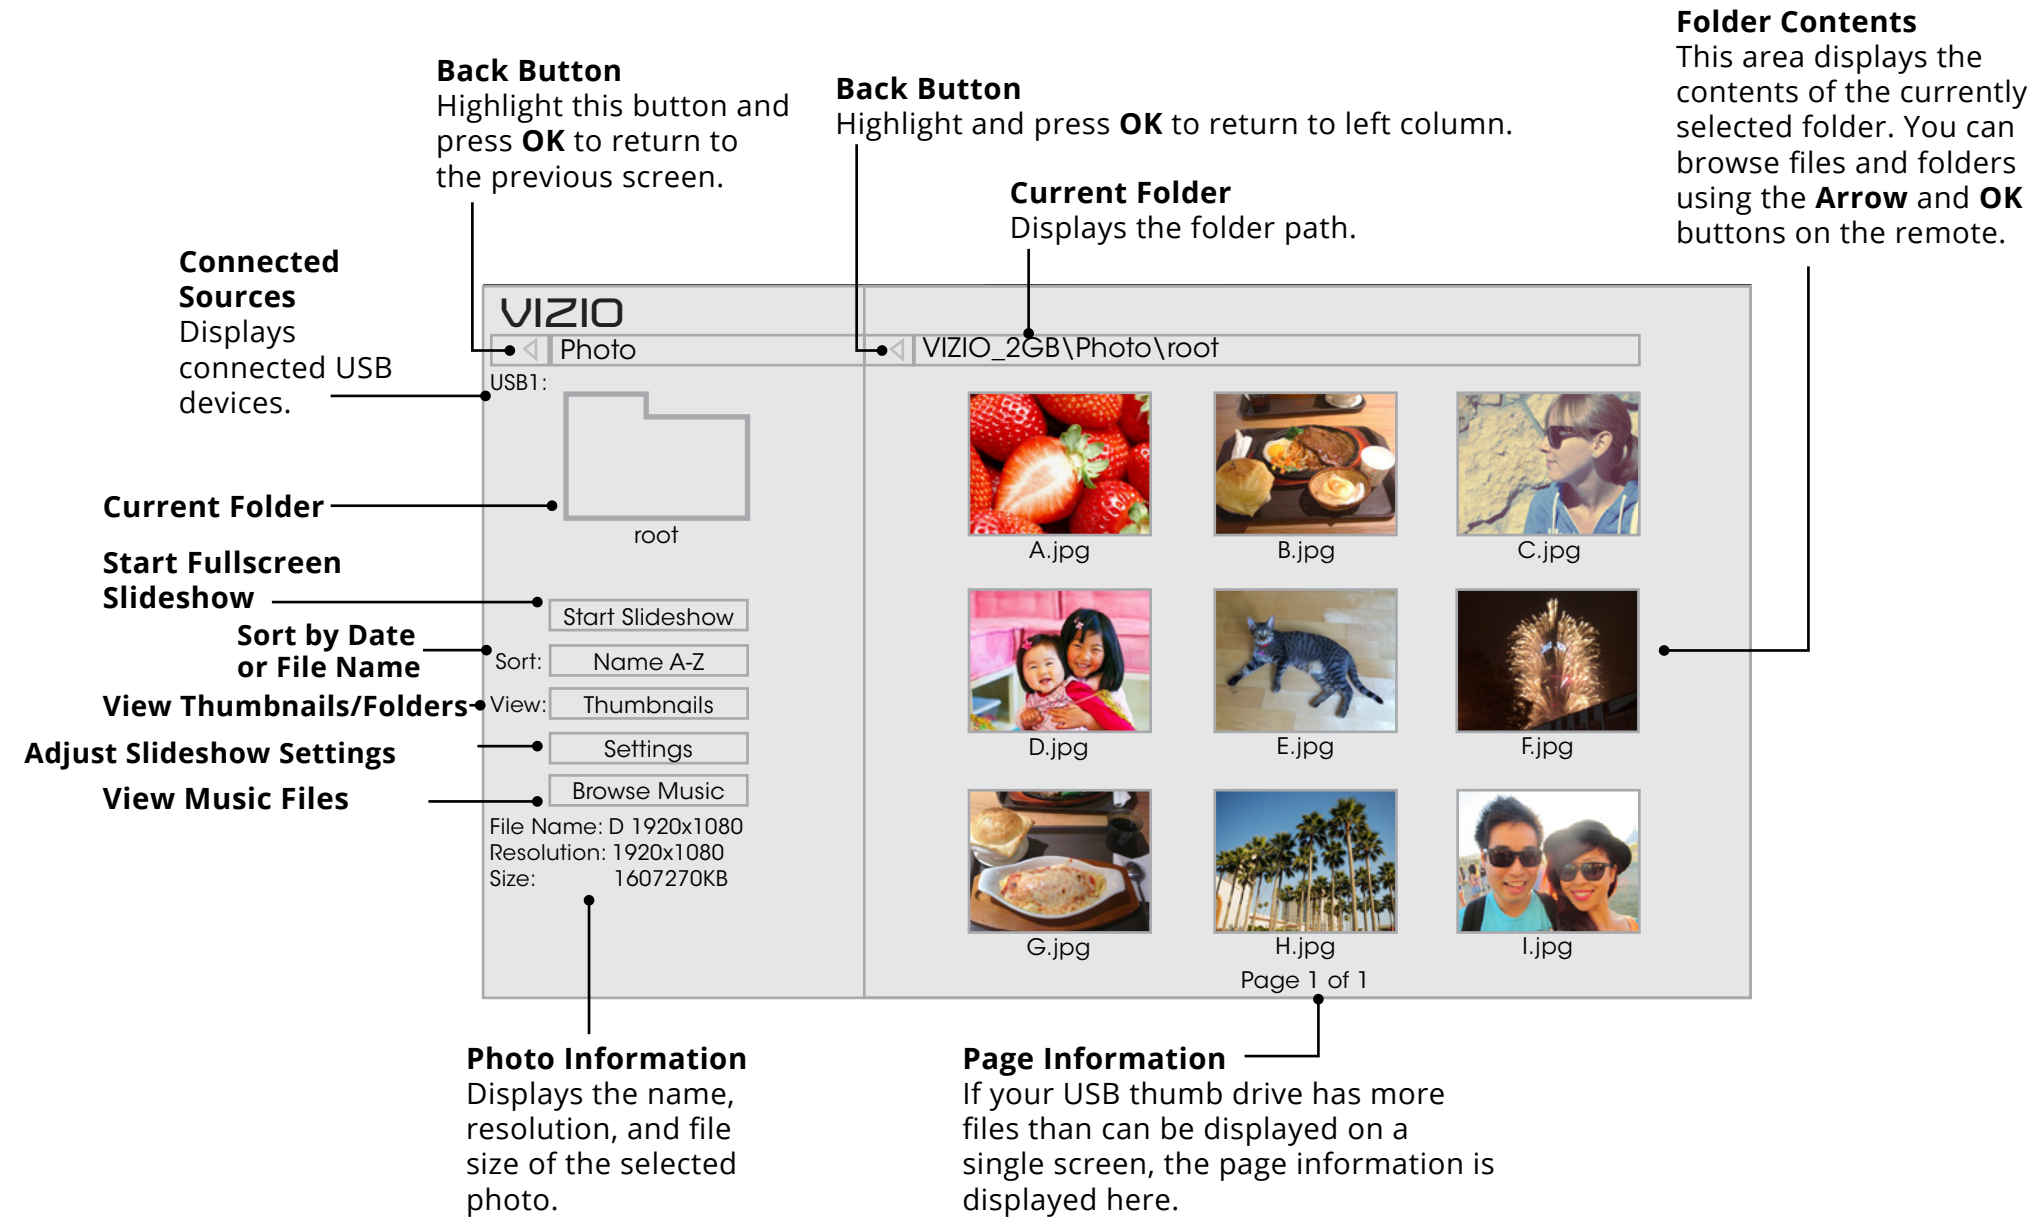 Folder Contents
This area displays the
contents of the currently
selected folder. You can
browse files and folders
using the Arrow and OK
buttons on the remote.
Back Button
Highlight this button and
press OK to return to
the previous screen.
Back Button
Highlight and press OK to return to left column.
Current Folder
Displays the folder path.
Connected
Sources
Displays
connected USB
devices.
Current Folder
Start Fullscreen
Slideshow
Sort by Date
or File Name
View Thumbnails/Folders
Adjust Slideshow Settings
View Music Files
VIZIO
Photo
USB1:
root
Start Slideshow
Sort: Name A-Z
View: Thumbnails
Settings
Browse Music
File Name: D 1920x1080
Resolution: 1920x1080
Size: 1607270KB
VIZIO_2GB\Photo\root
A.jpg
B.jpg
C.jpg
D.jpg
E.jpg
F.jpg
G.jpg
H.jpg
I.jpg
Page 1 of 1
Photo Information
Displays the name,
resolution, and file
size of the selected
photo.
Page Information
If your USB thumb drive has more
files than can be displayed on a
single screen, the page information is
displayed here.